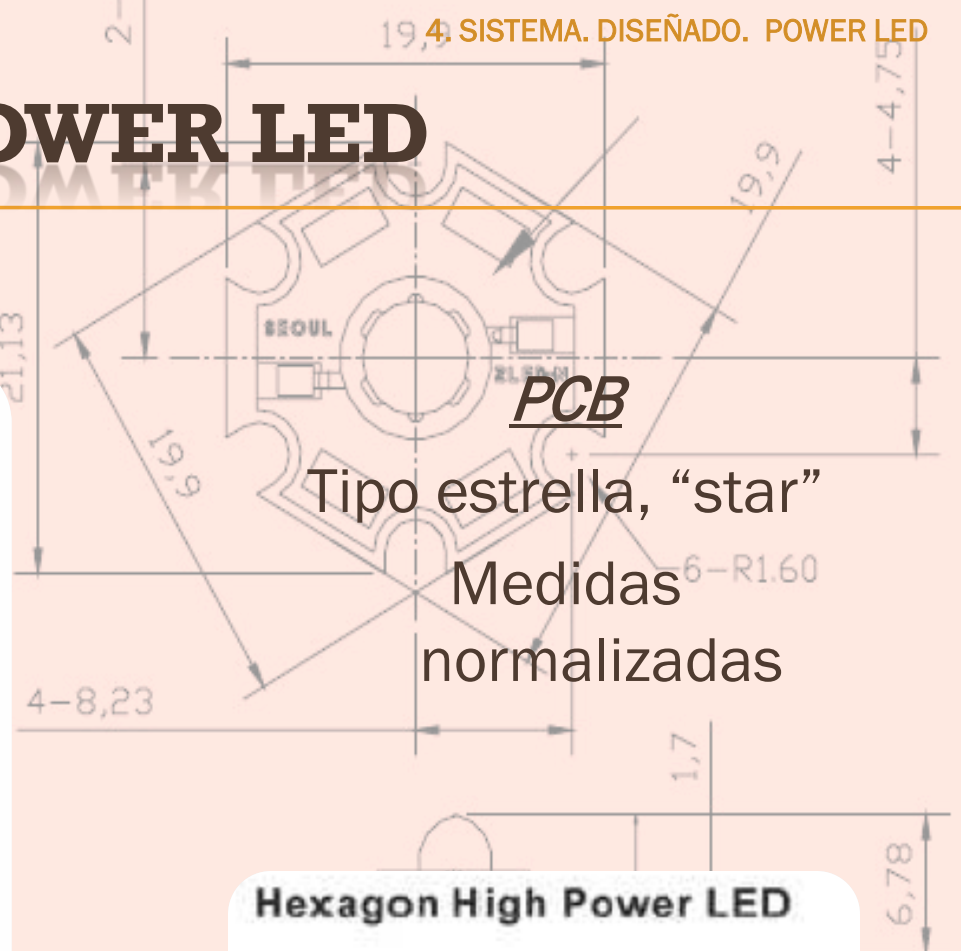 4. SISTEMA. DISEÑADO. POWER LED
OWER LED
2-
19,9
4-4,75
19,9
21,13
SEOUL
PCB
19,9
Tipo estrella, “star”
Medidas
6-R1.60
normalizadas
4-8,23
1,7
6,78
Hexagon High Power LED